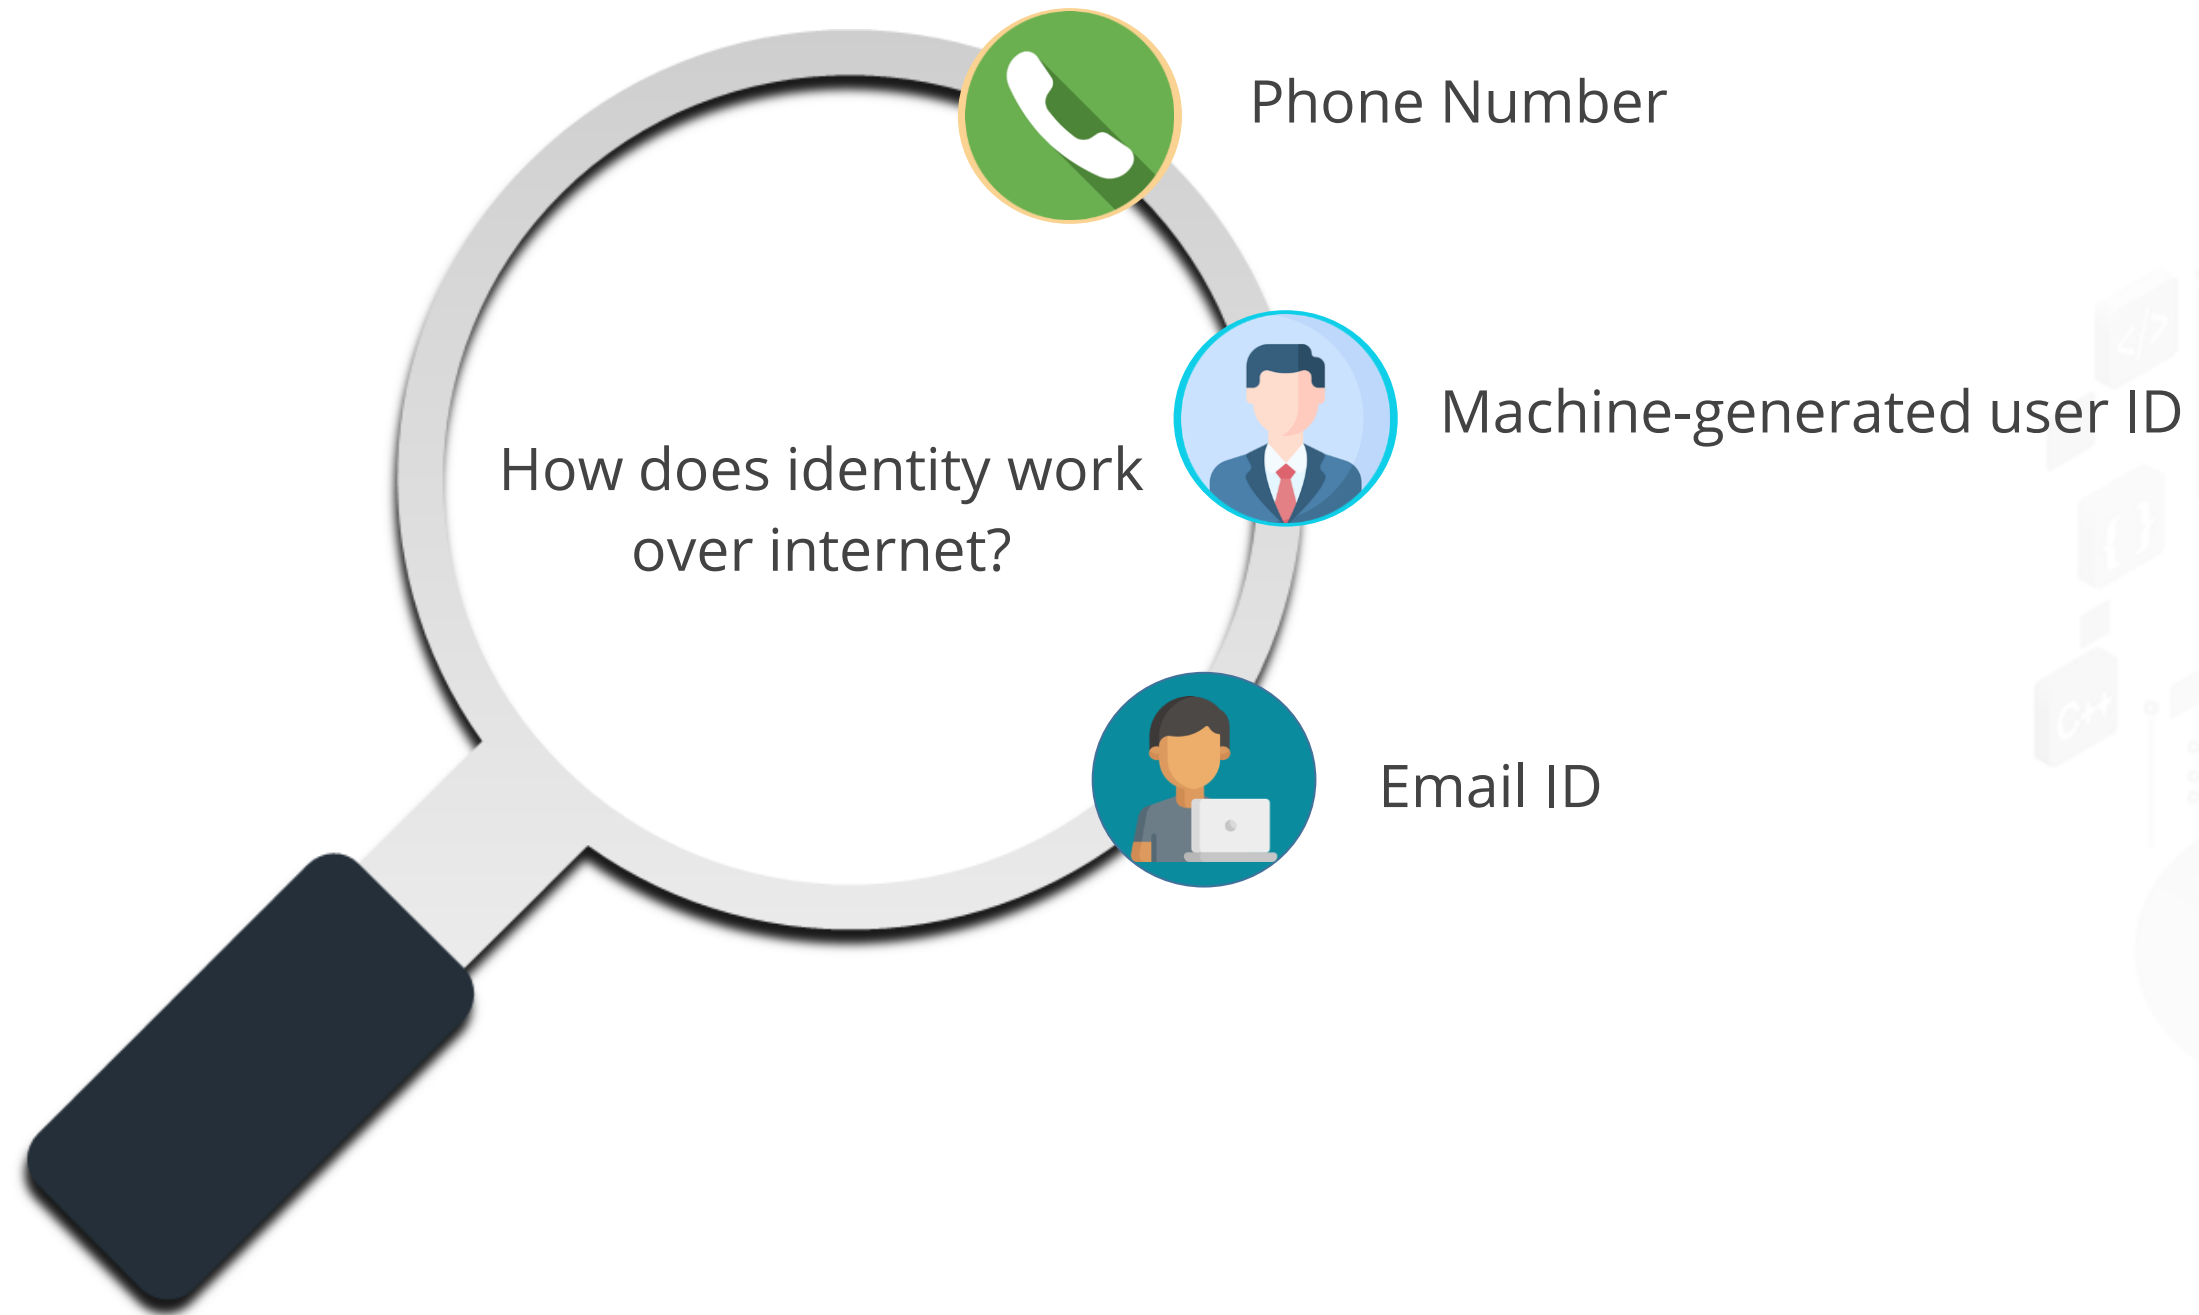 Phone Number
Machine-generated user ID
How does identity work
over internet?
Email ID
</>
{ }
C++